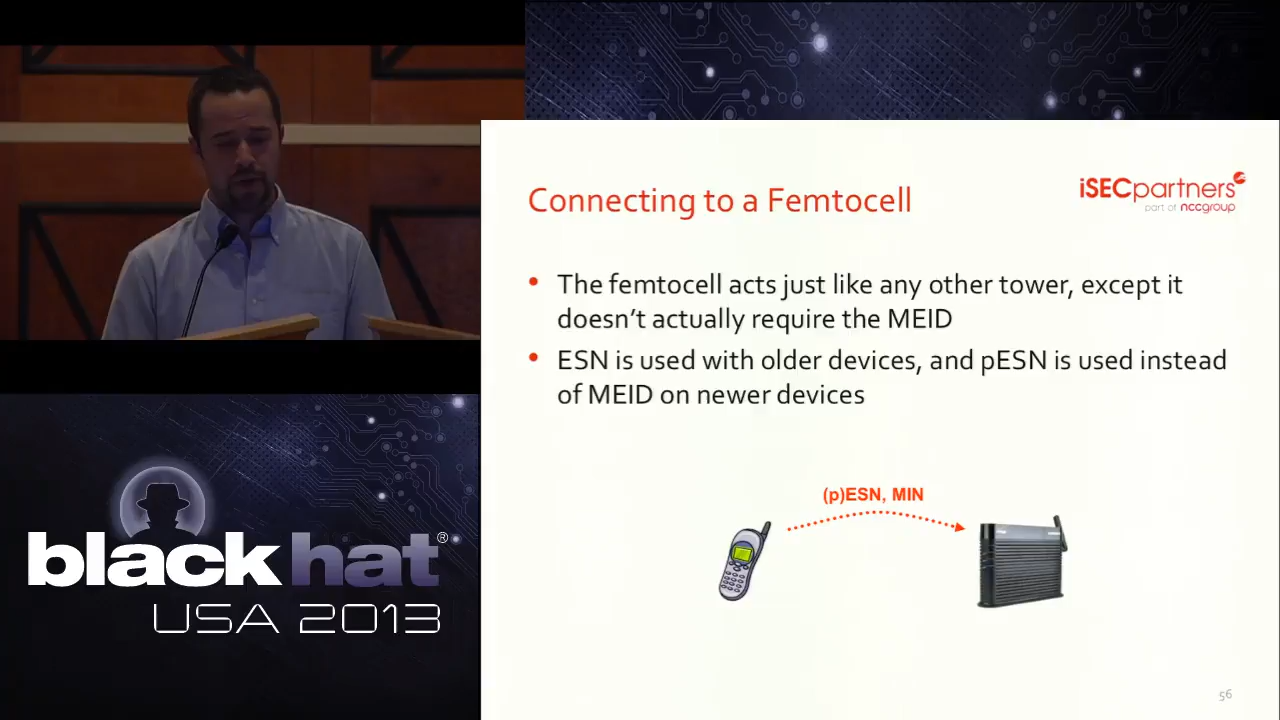 Connecting to a Femtocell
iSECpartners
part of nccgroup
• The femtocell acts just like any other tower, except it
doesn't actually require the MEID
• ESN is used with older devices, and pESN is used instead
of MEID on newer devices
(p)ESN, MIN
black hat®
USA 2013
56